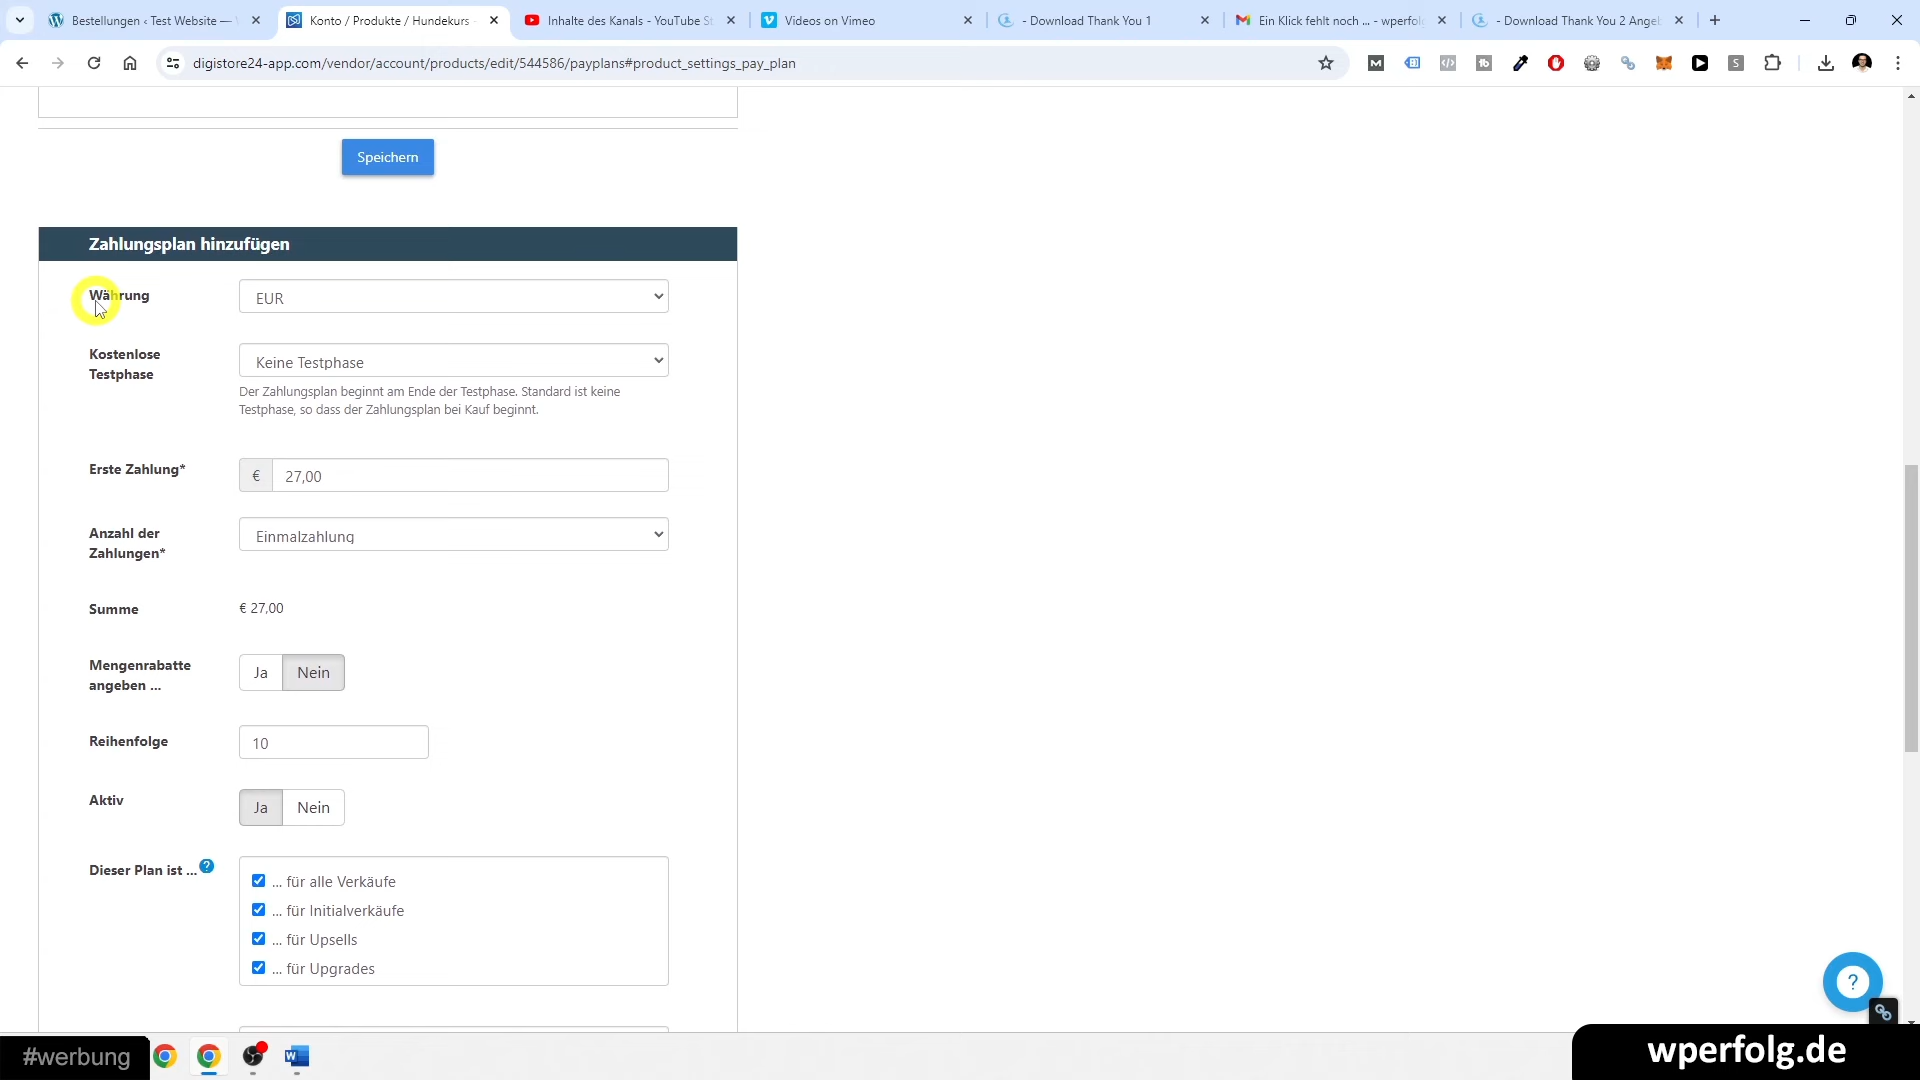 Bestellungen ‹ Test Website —
Konto / Produkte / Hundekurs
Inhalte des Kanals - YouTube St
Videos on Vimeo
- Download Thank You 1
Ein Klick fehlt noch ... - wperfol
- Download Thank You 2 Angeb
digistore24-app.com/vendor/account/products/edit/544586/payplans#product_settings_pay_plan
Speichern
Zahlungsplan hinzufügen
Währung
EUR
Kostenlose
Testphase
Keine Testphase
Der Zahlungsplan beginnt am Ende der Testphase. Standard ist keine
Testphase, so dass der Zahlungsplan bei Kauf beginnt.
Erste Zahlung*
€ 27,00
Anzahl der
Zahlungen*
Einmalzahlung
Summe
€ 27,00
Mengenrabatte
angeben ...
Ja Nein
Reihenfolge
10
Aktiv
Ja Nein
Dieser Plan ist ... ?
... für alle Verkäufe
... für Initialverkäufe
... für Upsells
... für Upgrades
?
#werbung
wperfolg.de